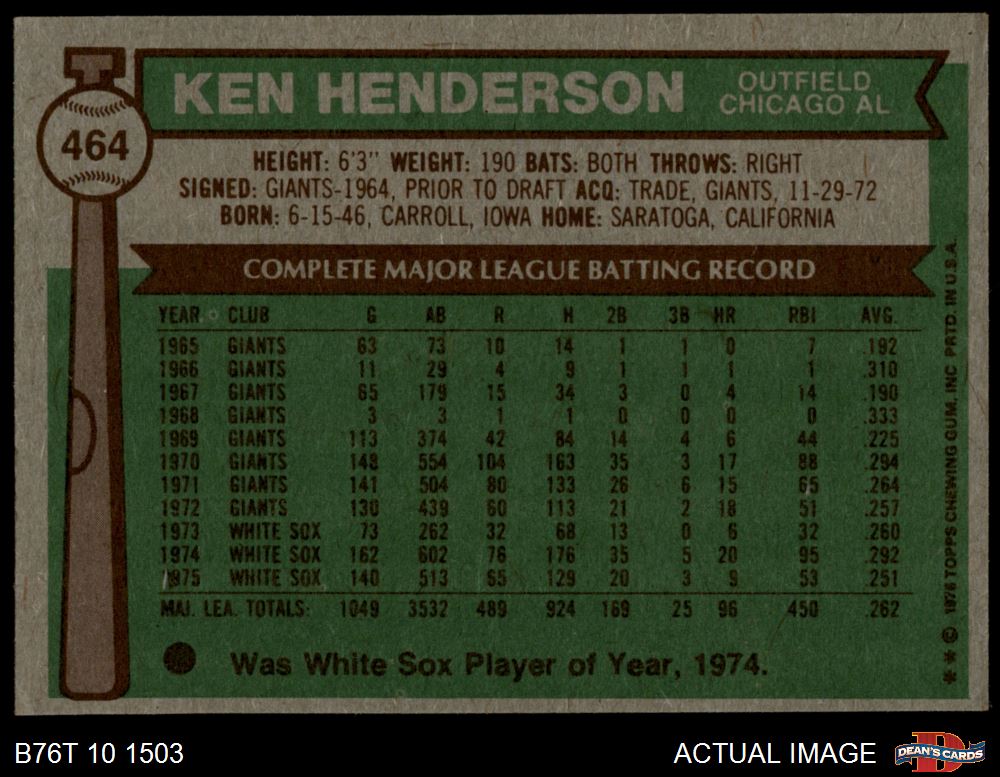 464
KEN HENDERSON
OUTFIELD
CHICAGO AL
HEIGHT: 6'3" WEIGHT: 190 BATS: BOTH THROWS: RIGHT
SIGNED: GIANTS-1964, PRIOR TO DRAFT ACQ: TRADE, GIANTS, 11-29-72
BORN: 6-15-46, CARROLL, IOWA HOME: SARATOGA, CALIFORNIA
COMPLETE MAJOR LEAGUE BATTING RECORD
YEAR CLUB G AB R H 2B 3B HR RBI AVG.
1965 GIANTS 63 73 10 14 1 1 0 7 .192
1966 GIANTS 11 29 4 9 1 1 1 1 .310
1967 GIANTS 65 179 15 34 3 0 4 14 .190
1968 GIANTS 3 3 1 1 0 0 0 0 .333
1969 GIANTS 113 374 42 84 14 4 6 44 .225
1970 GIANTS 148 554 104 163 35 3 17 88 .294
1971 GIANTS 141 504 80 133 26 6 15 65 .264
1972 GIANTS 130 439 60 113 21 2 18 51 .257
1973 WHITE SOX 73 262 32 68 13 0 6 32 .260
1974 WHITE SOX 162 602 76 176 35 5 20 95 .292
1975 WHITE SOX 140 513 65 129 20 3 9 53 .251
MAJ. LEA. TOTALS: 1049 3532 489 924 169 25 96 450 .262
Was White Sox Player of Year, 1974.
**© 1976 TOPPS CHEWING GUM, INC PRTD. IN U.S.A.
B76T 10 1503
ACTUAL IMAGE
D
DEAN'S CARDS